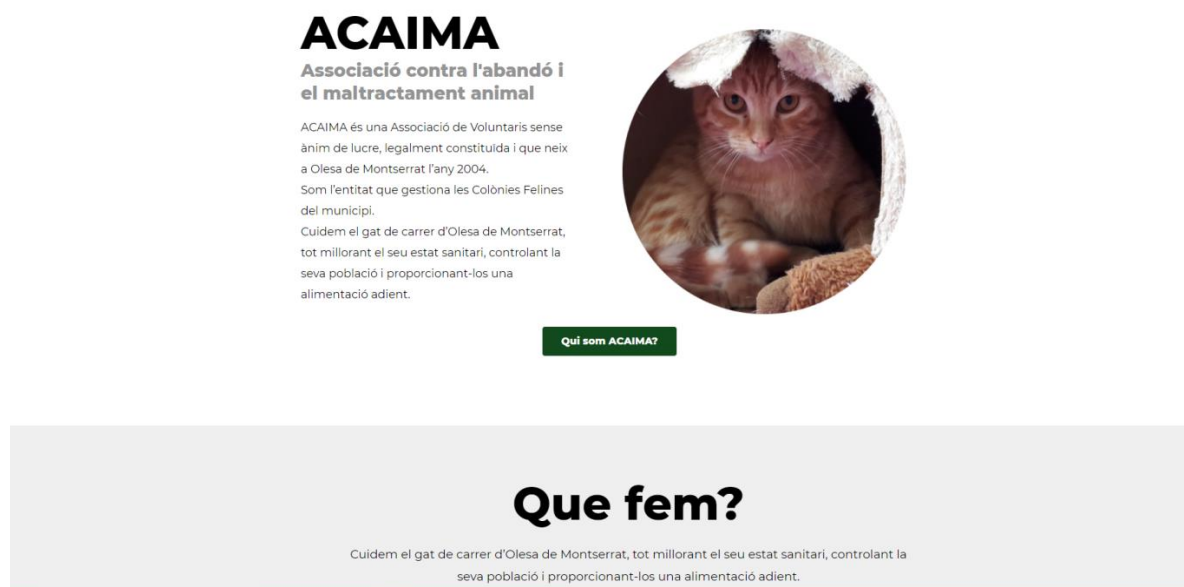 ACAIMA
Associació contra l'abandó i
el maltractament animal
ACAIMA és una Associació de Voluntaris sense
ànim de lucre, legalment constituïda i que neix
a Olesa de Montserrat l’any 2004.
Som l’entitat que gestiona les Colònies Felines
del municipi.
Cuidem el gat de carrer d’Olesa de Montserrat,
tot millorant el seu estat sanitari, controlant la
seva població i proporcionant-los una
alimentació adient.
Qui som ACAIMA?
Que fem?
Cuidem el gat de carrer d’Olesa de Montserrat, tot millorant el seu estat sanitari, controlant la
seva població i proporcionant-los una alimentació adient.